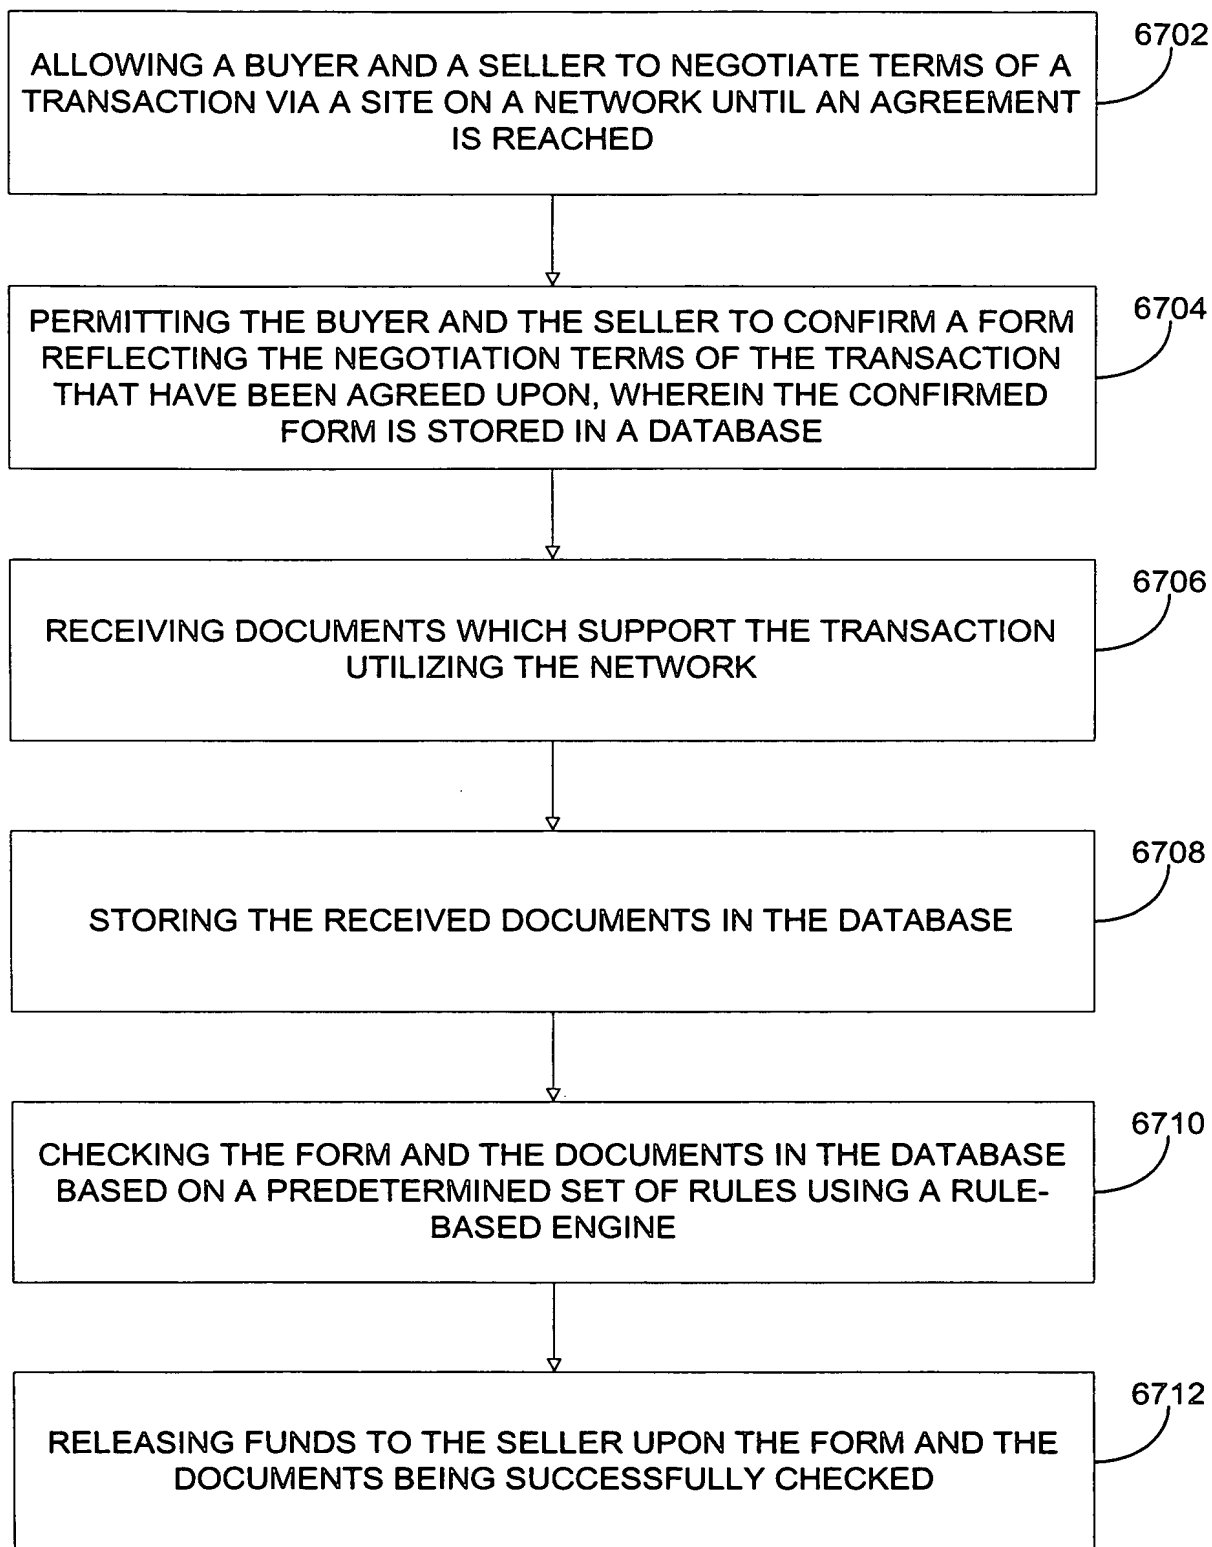 6702
ALLOWING A BUYER AND A SELLER TO NEGOTIATE TERMS OF A
TRANSACTION VIA A SITE ON A NETWORK UNTIL AN AGREEMENT
IS REACHED
6704
PERMITTING THE BUYER AND THE SELLER TO CONFIRM A FORM
REFLECTING THE NEGOTIATION TERMS OF THE TRANSACTION
THAT HAVE BEEN AGREED UPON, WHEREIN THE CONFIRMED
FORM IS STORED IN A DATABASE
6706
RECEIVING DOCUMENTS WHICH SUPPORT THE TRANSACTION
UTILIZING THE NETWORK
6708
STORING THE RECEIVED DOCUMENTS IN THE DATABASE
6710
CHECKING THE FORM AND THE DOCUMENTS IN THE DATABASE
BASED ON A PREDETERMINED SET OF RULES USING A RULE-
BASED ENGINE
6712
RELEASING FUNDS TO THE SELLER UPON THE FORM AND THE
DOCUMENTS BEING SUCCESSFULLY CHECKED